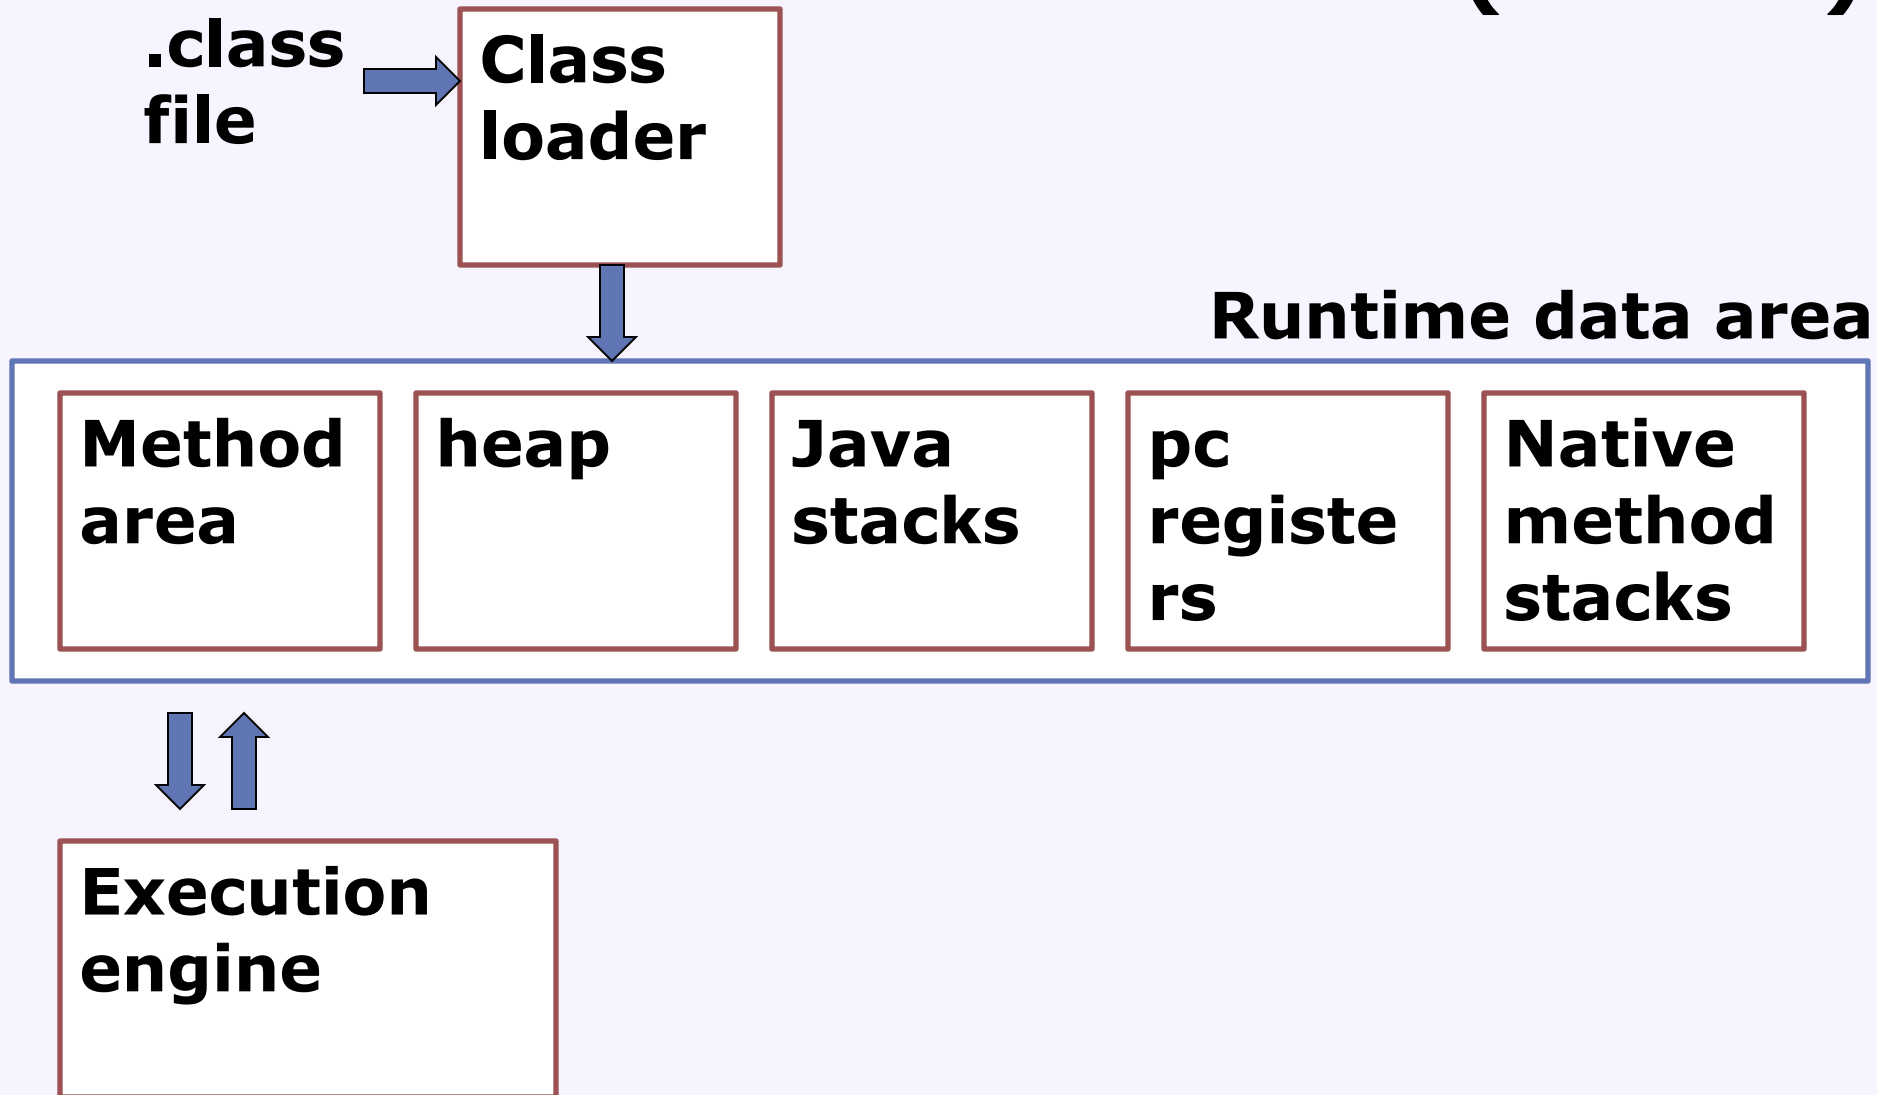 .class
file
Class
loader
Runtime data area
Method
area
heap
Java
stacks
pc
registe
rs
Native
method
stacks
Execution
engine